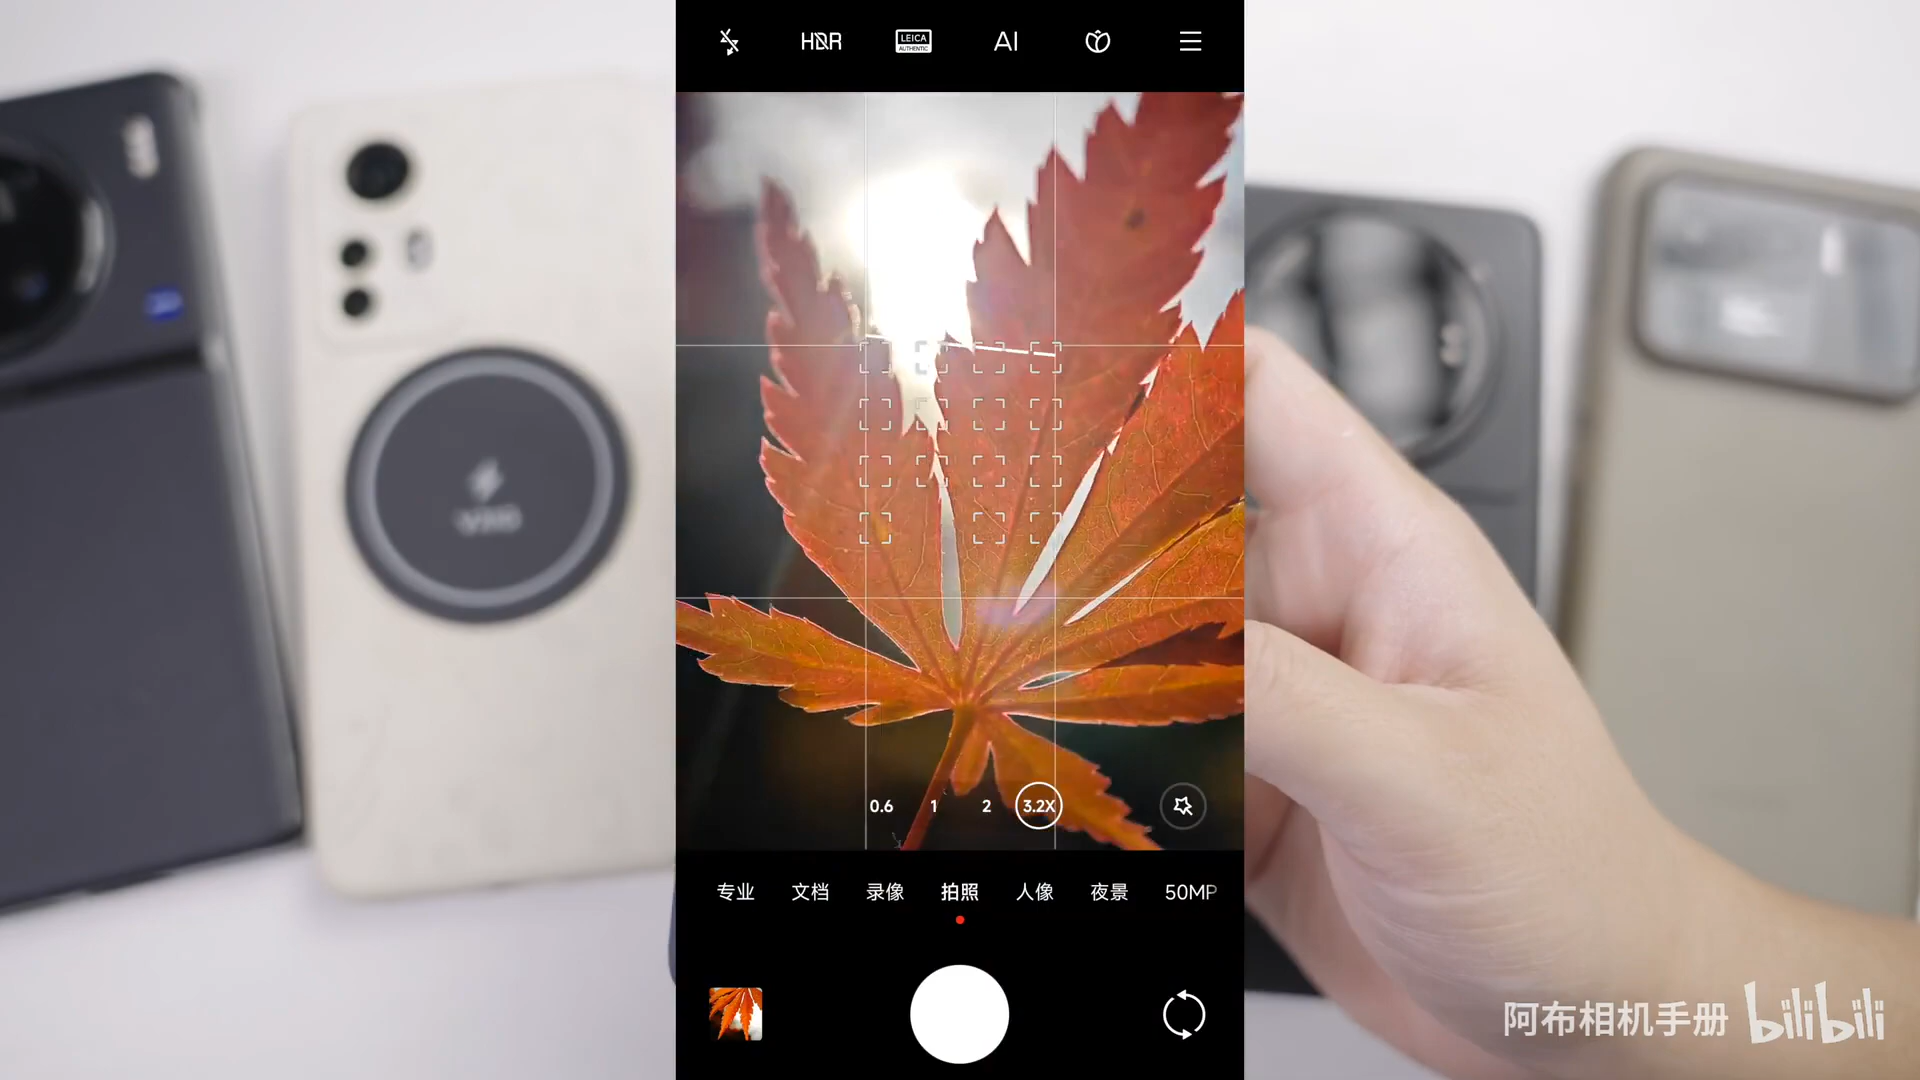 HDR
LEICA
AUTHENTIC
AI
0.6 1 2 3.2X
专业 文档 录像 拍照 人像 夜景 50MP
阿布相机手册 bilibili